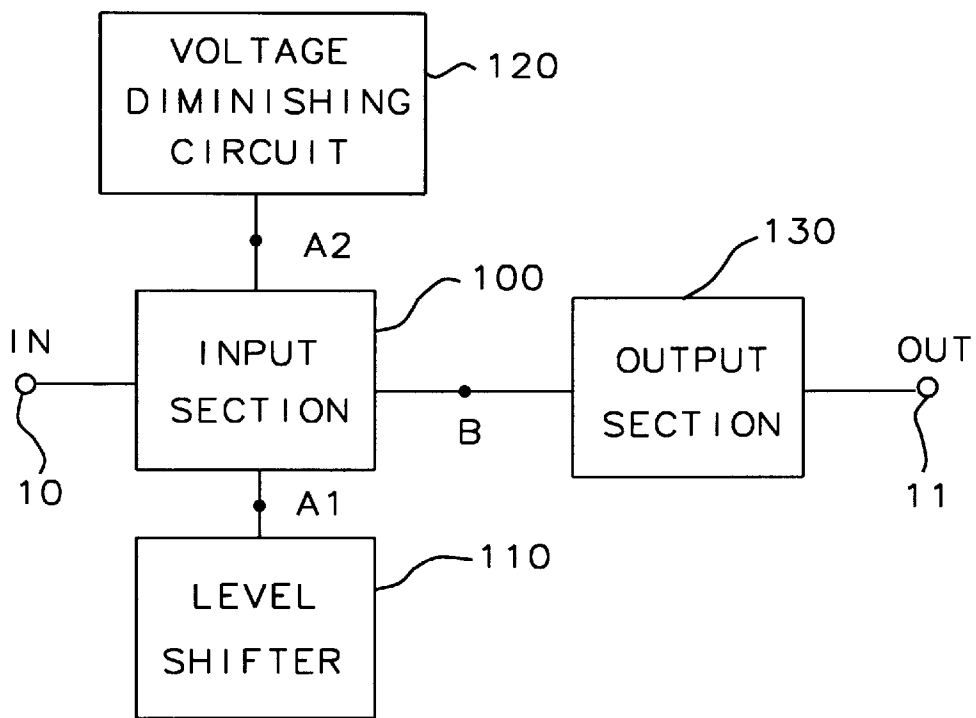 VOLTAGE
DIMINISHING
CIRCUIT
120
A2
130
100
IN
INPUT
SECTION
OUTPUT
SECTION
OUT
B
10
A1
11
110
LEVEL
SHIFTER